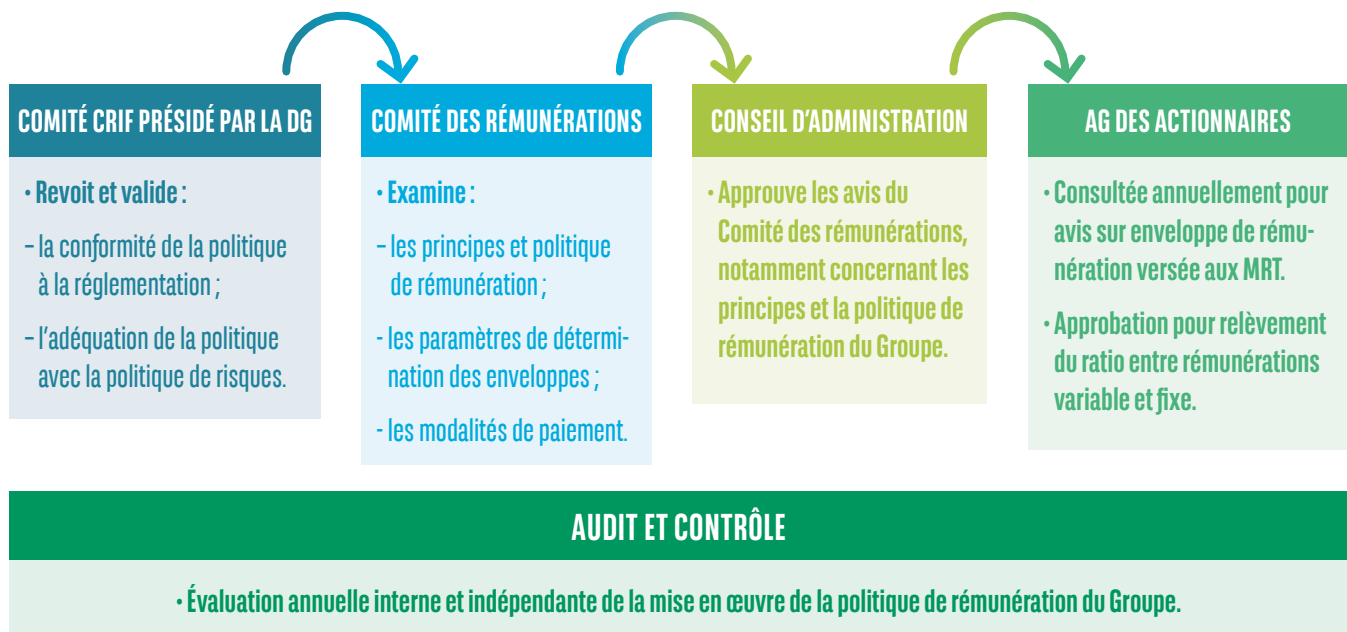 COMITÉ CRIF PRÉSIDÉ PAR LA DG
• Revoit et valide :
– la conformité de la politique
à la réglementation ;
– l'adéquation de la politique
avec la politique de risques.
COMITÉ DES RÉMUNÉRATIONS
• Examine :
– les principes et politique
de rémunération ;
- les paramètres de détermi-
nation des enveloppes ;
- les modalités de paiement.
CONSEIL D'ADMINISTRATION
• Approuve les avis du
Comité des rémunérations,
notamment concernant les
principes et la politique de
rémunération du Groupe.
AG DES ACTIONNAIRES
• Consultée annuellement pour
avis sur enveloppe de rému-
nération versée aux MRT.
• Approbation pour relèvement
du ratio entre rémunérations
variable et fixe.
AUDIT ET CONTRÔLE
• Évaluation annuelle interne et indépendante de la mise en œuvre de la politique de rémunération du Groupe.